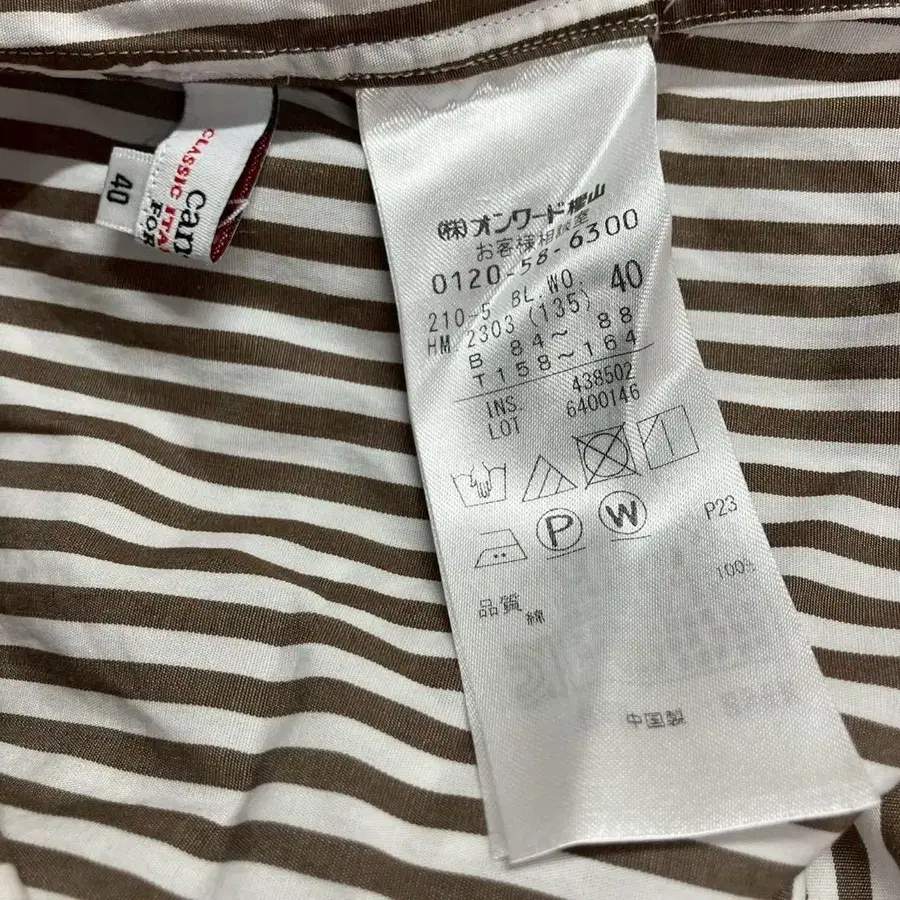 can
CLASSIC ITA
FOR
40
(株)オンワード樫山
お客様相談室
0120-58-6300
210-5 BL.WO. 40
HM 2303 (135)
B 84～ 88
T158～164
INS. 438502
LOT 6400146
P W P23
品質 綿 100%
中国製